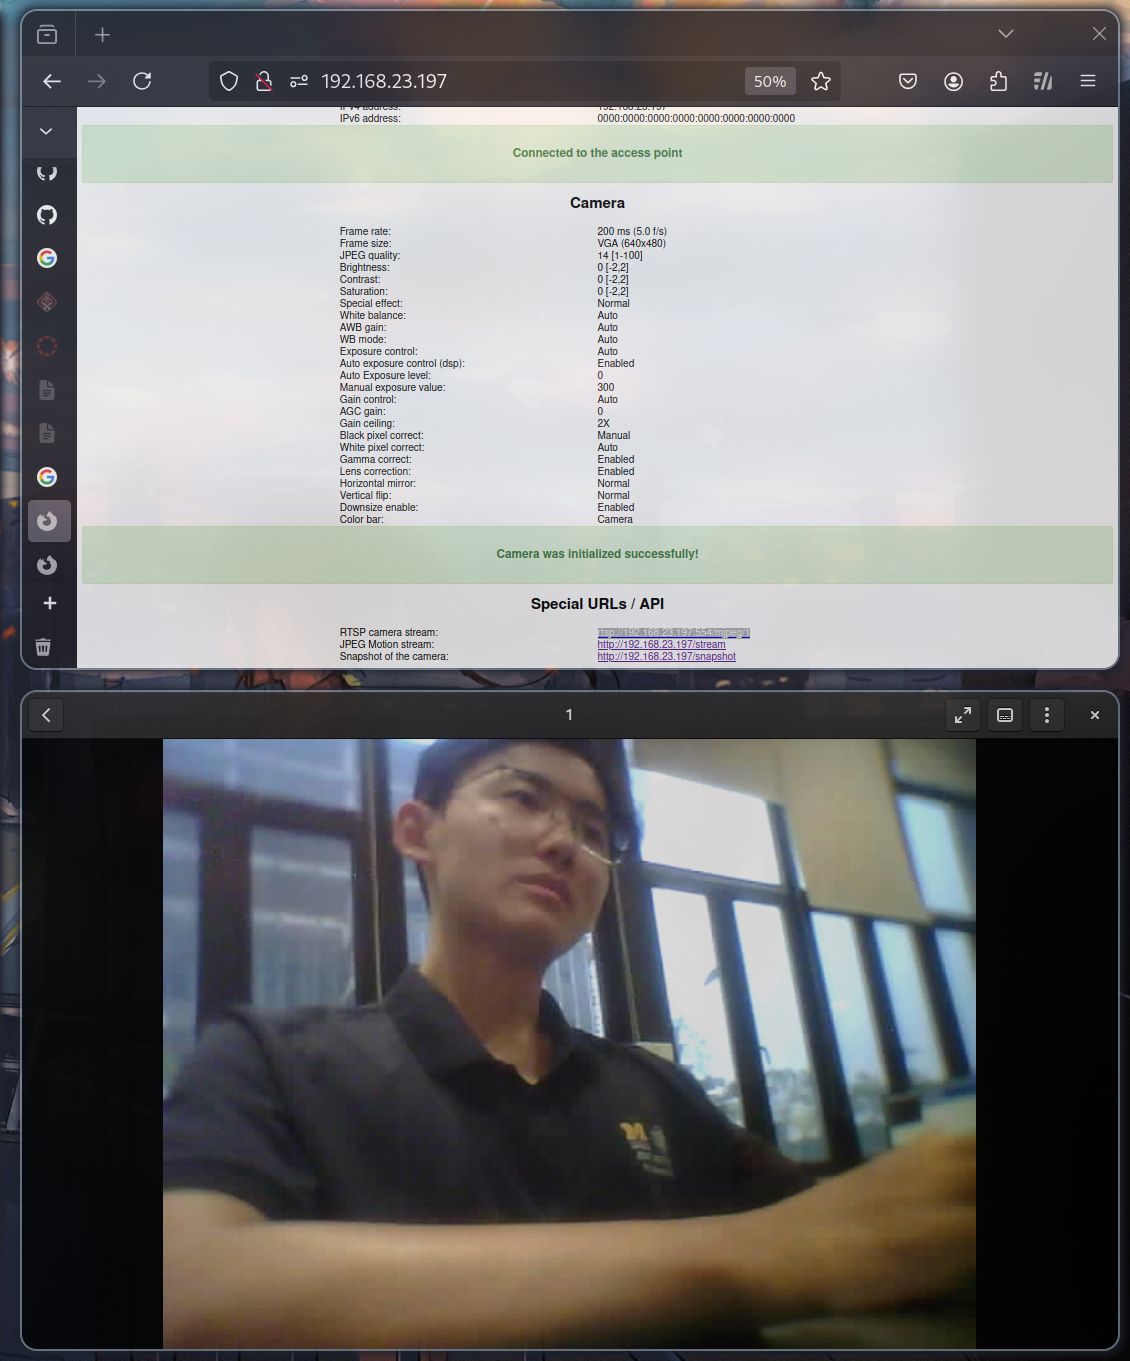 192.168.23.197
50%
IPv4 address: 192.168.23.197
IPv6 address: 0000:0000:0000:0000:0000:0000:0000:0000
Connected to the access point
Camera
Frame rate: 200 ms (5.0 f/s)
Frame size: VGA (640x480)
JPEG quality: 14 [1-100]
Brightness: 0 [-2,2]
Contrast: 0 [-2,2]
Saturation: 0 [-2,2]
Special effect: Normal
White balance: Auto
AWB gain: Auto
WB mode: Auto
Exposure control: Auto
Auto exposure control (dsp): Enabled
Auto Exposure level: 0
Manual exposure value: 300
Gain control: Auto
AGC gain: 0
Gain ceiling: 2X
Black pixel correct: Manual
White pixel correct: Auto
Gamma correct: Enabled
Lens correction: Enabled
Horizontal mirror: Normal
Vertical flip: Normal
Downsize enable: Enabled
Color bar: Camera
Camera was initialized successfully!
Special URLs / API
RTSP camera stream: rtsp://192.168.23.197:554/mjpeg/1
JPEG Motion stream: http://192.168.23.197/stream
Snapshot of the camera: http://192.168.23.197/snapshot
1